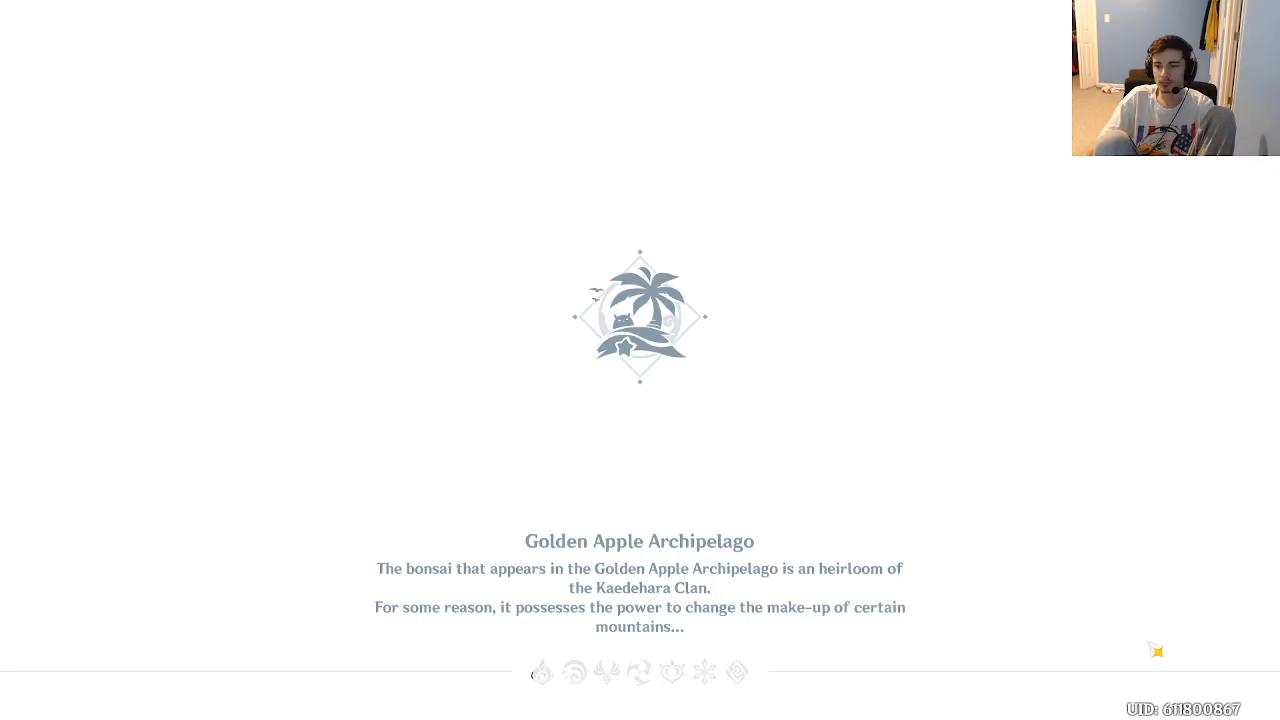 Golden Apple Archipelago
The bonsai that appears in the Golden Apple Archipelago is an heirloom of
the Kaedehara Clan.
For some reason, it possesses the power to change the make-up of certain
mountains...
UID: 611800867